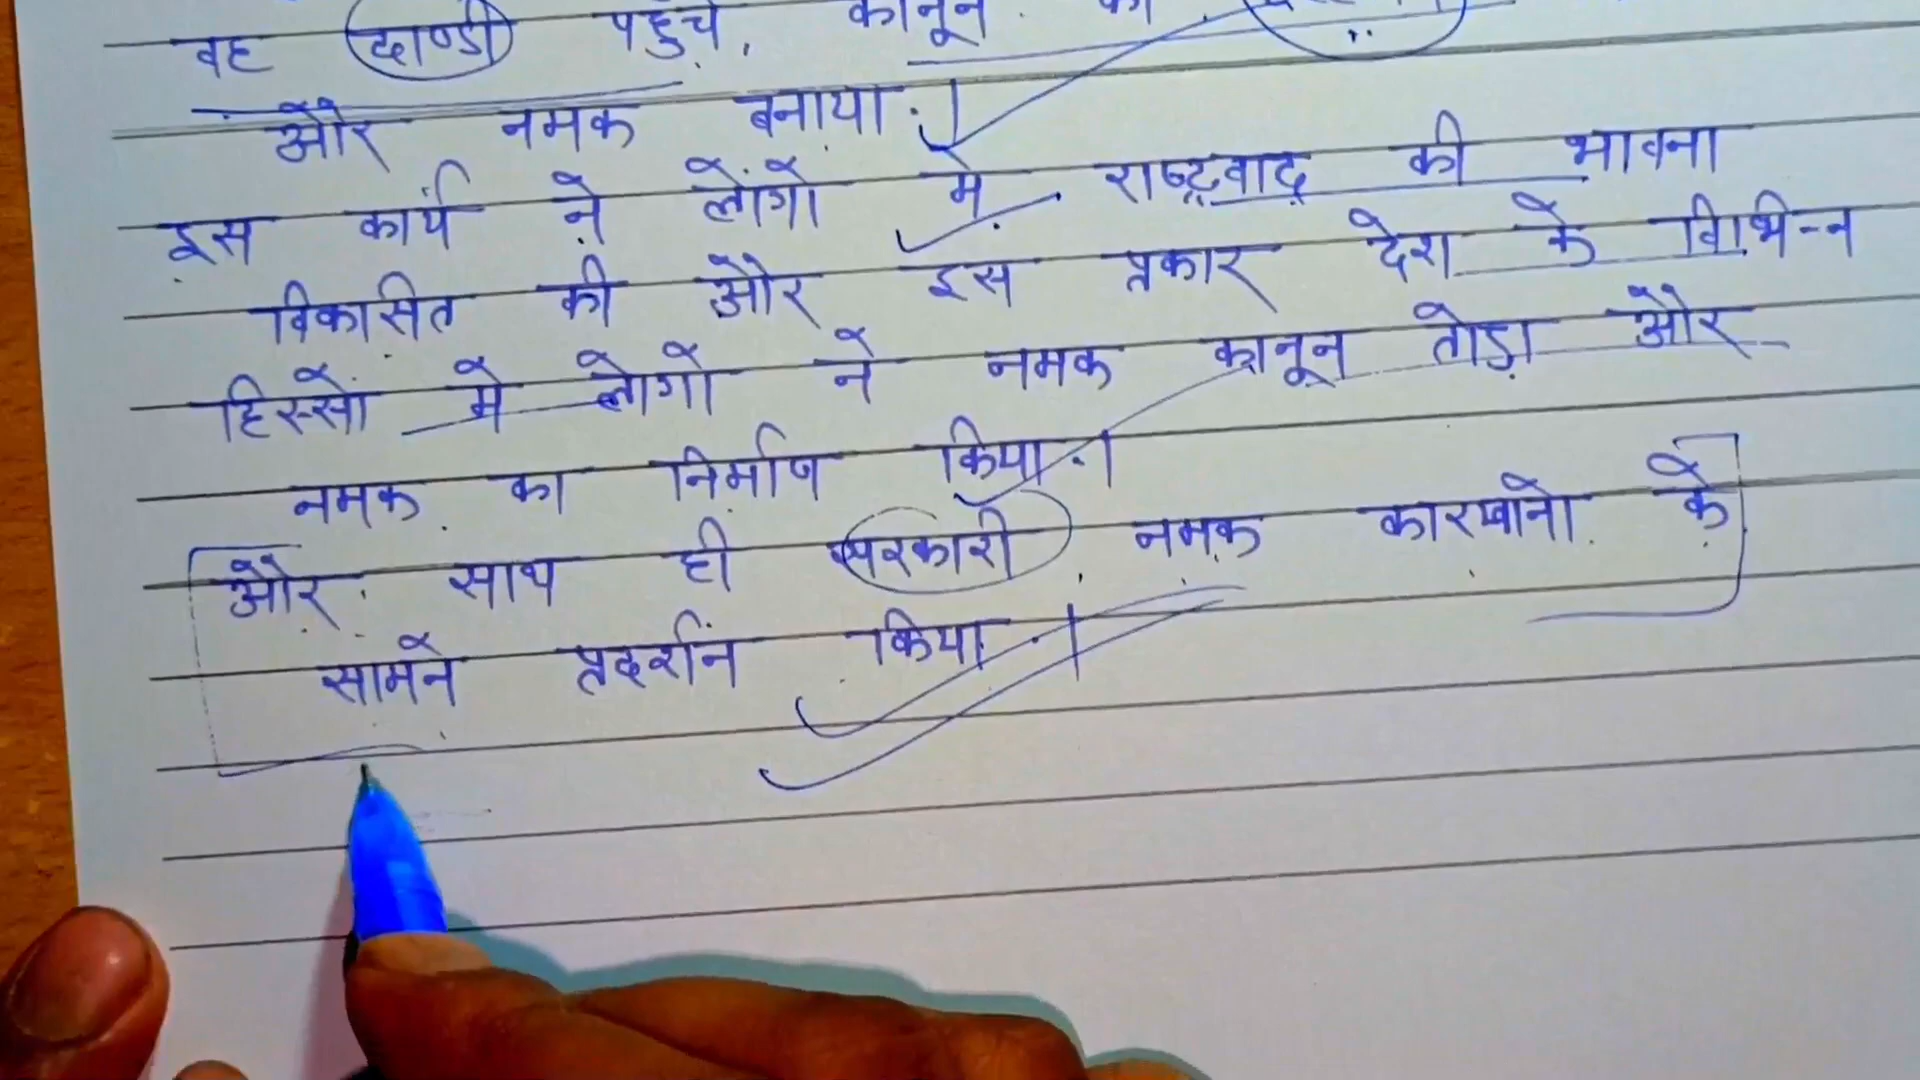 वह दाण्डी पहुँचे, कानून
और नमक बनाया।
इस कार्य ने लोंगो में राष्ट्रवाद की भावना
विकासित की और इस प्रकार देश के विभिन्न
हिस्सों में लोगों ने नमक कानून तोड़ा और
नमक का निर्माण किया।
और साथ ही सरकारी नमक कारखानो के
सामने प्रदर्शन किया।